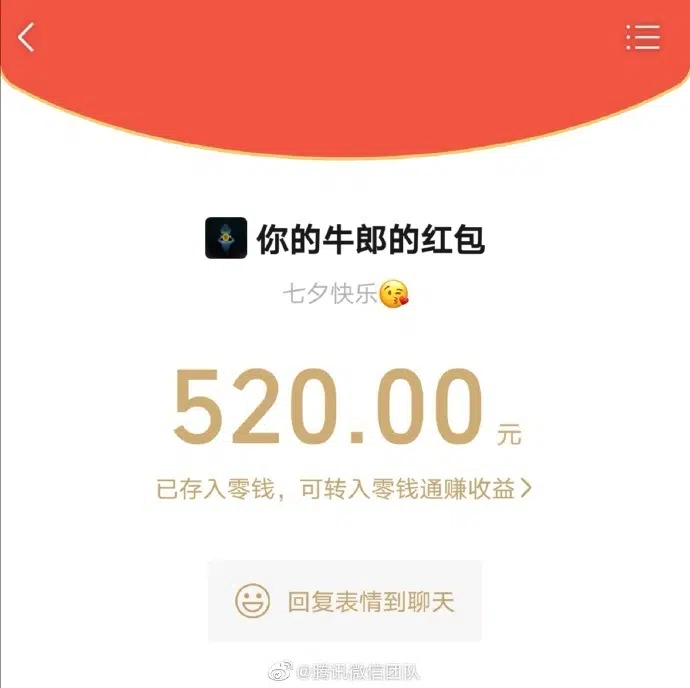 你的牛郎的红包
七夕快乐😘
520.00 元
已存入零钱，可转入零钱通赚收益>
回复表情到聊天
@腾讯微信团队